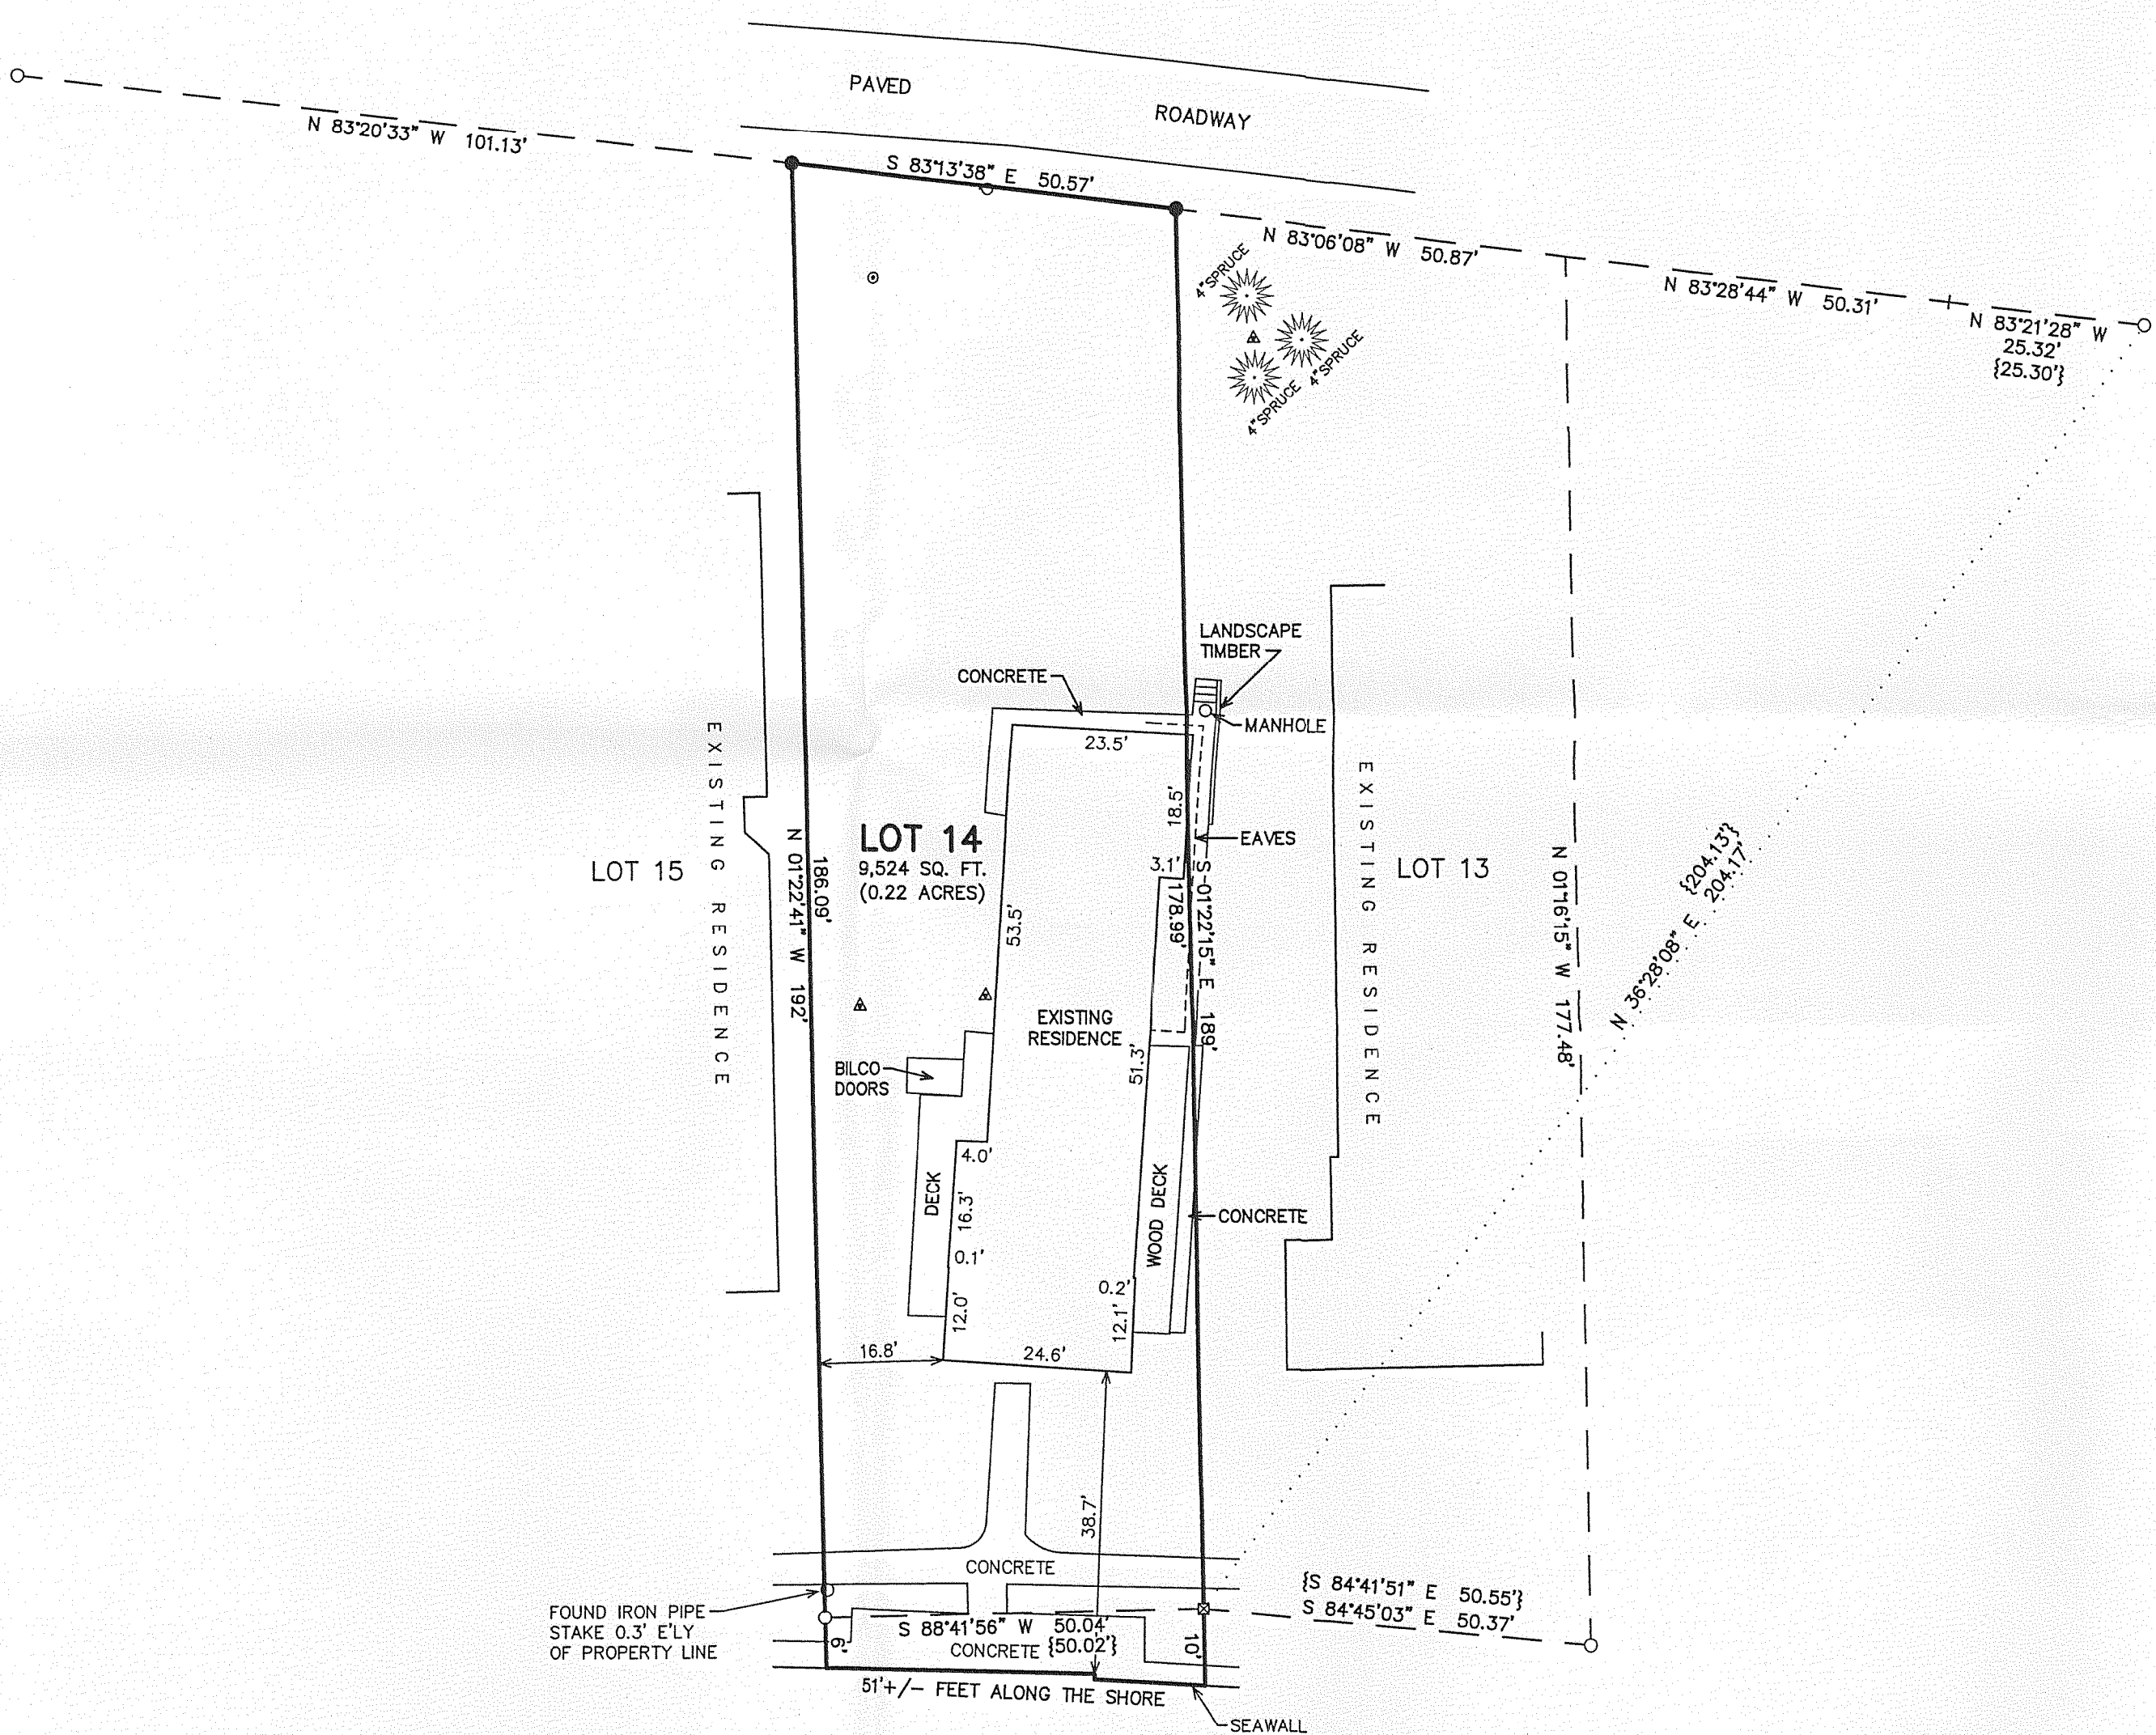 PAVED
ROADWAY
N 83°20'33" W 101.13'
S 83°13'38" E 50.57'
N 83°06'08" W 50.87'
N 83°28'44" W 50.31'
N 83°21'28" W
25.32'
{25.30'}
4"SPRUCE
4"SPRUCE
4"SPRUCE
LANDSCAPE
TIMBER
CONCRETE
MANHOLE
23.5'
18.5'
EAVES
3.1'
EXISTING RESIDENCE
LOT 15
N 01°22'41" W 192'
186.09'
LOT 14
9,524 SQ. FT.
(0.22 ACRES)
53.5'
178.99'
S 01°22'15" E 189'
EXISTING RESIDENCE
LOT 13
N 01°16'15" W 177.48'
{204.13'}
N 36°28'08" E 204.17'
EXISTING
RESIDENCE
51.3'
BILCO
DOORS
4.0'
DECK
16.3'
WOOD DECK
CONCRETE
0.1'
0.2'
12.0'
12.1'
16.8'
24.6'
38.7'
CONCRETE
{S 84°41'51" E 50.55'}
S 84°45'03" E 50.37'
FOUND IRON PIPE
STAKE 0.3' E'LY
OF PROPERTY LINE
S 88°41'56" W 50.04'
CONCRETE {50.02'}
6'
10'
51'+/- FEET ALONG THE SHORE
SEAWALL